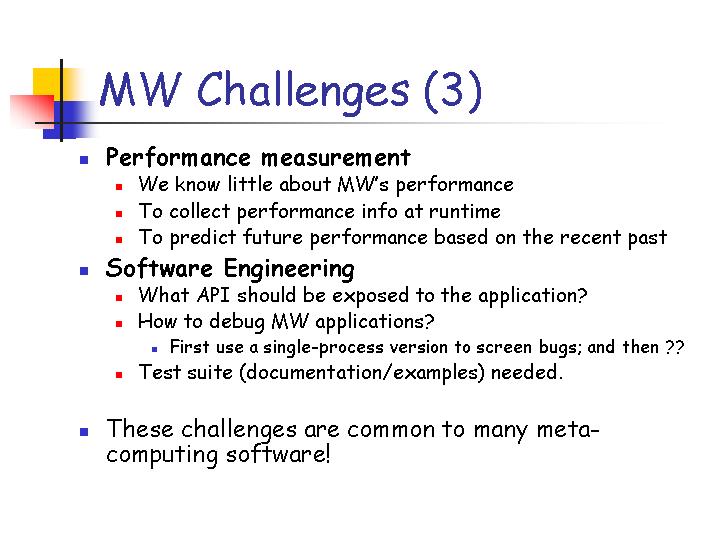 MW Challenges (3)
Performance measurement
We know little about MW's performance
To collect performance info at runtime
To predict future performance based on the recent past
Software Engineering
What API should be exposed to the application?
How to debug MW applications?
First use a single-process version to screen bugs; and then ??
Test suite (documentation/examples) needed.
These challenges are common to many meta-
computing software!